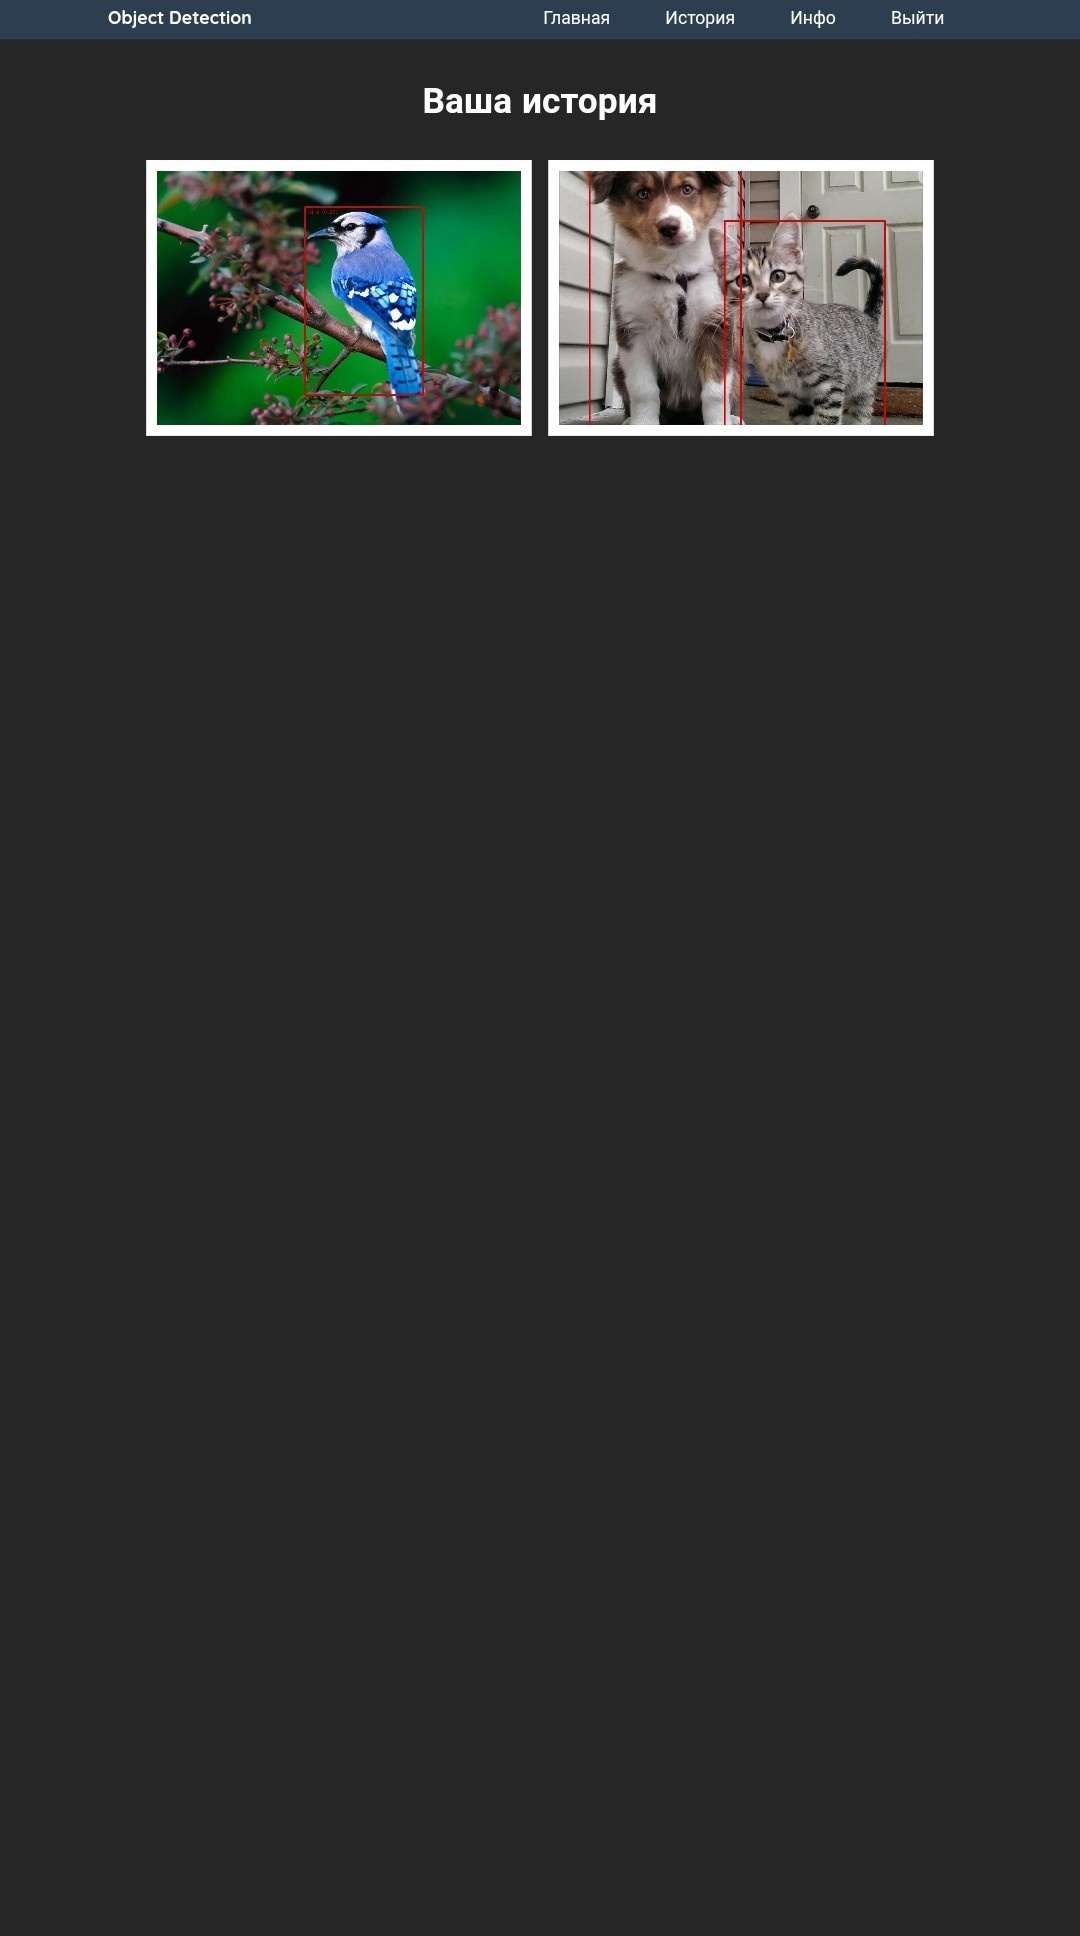 Object Detection Главная История Инфо Выйти
Ваша история